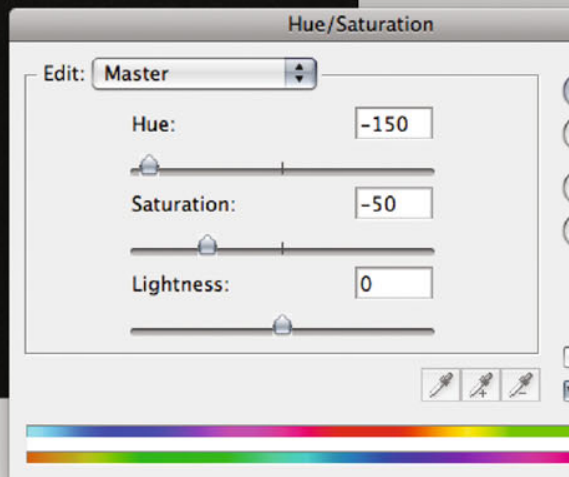 Hue/Saturation
Edit: Master
Hue: -150
Saturation: -50
Lightness: 0